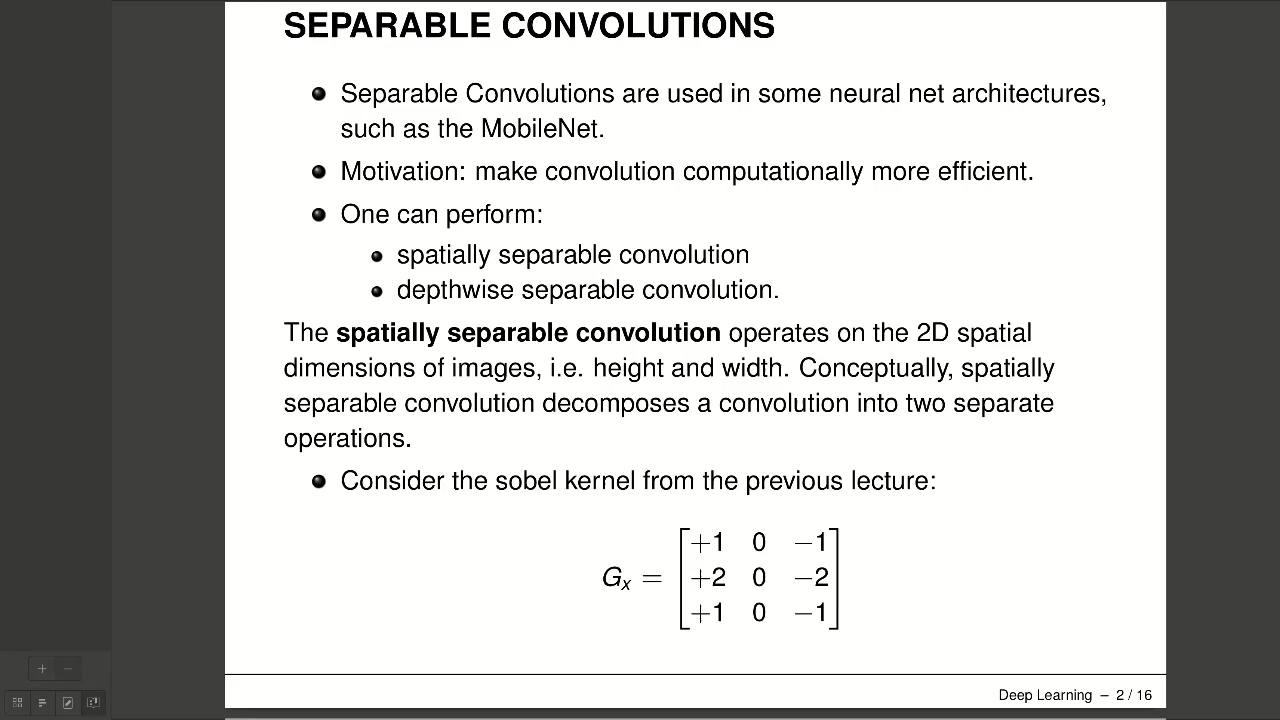 SEPARABLE CONVOLUTIONS
Separable Convolutions are used in some neural net architectures,
such as the MobileNet.
Motivation: make convolution computationally more efficient.
One can perform:
spatially separable convolution
depthwise separable convolution.
The spatially separable convolution operates on the 2D spatial
dimensions of images, i.e. height and width. Conceptually, spatially
separable convolution decomposes a convolution into two separate
operations.
Consider the sobel kernel from the previous lecture:
+1 0 −1
Gx = +2 0 −2
+1 0 −1
Deep Learning – 2 / 16